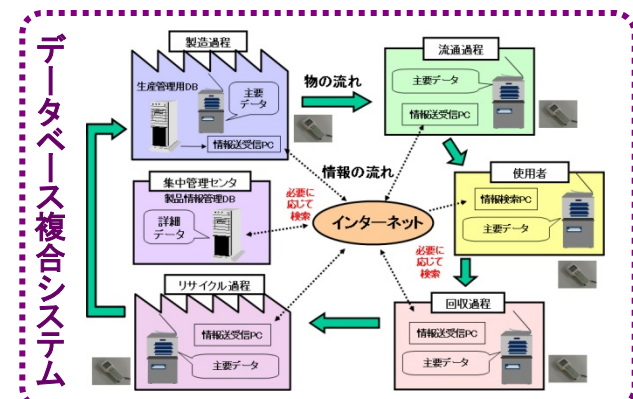 データベース複合システム
製造過程
生産管理用DB
主要
データ
情報送受信PC
物の流れ
流通過程
主要データ
情報送受信PC
情報の流れ
集中管理センタ
製品情報管理DB
詳細
データ
必要に
応じて
検索
インターネット
使用者
情報検索PC
主要データ
必要に
応じて
検索
リサイクル過程
情報送受信PC
主要データ
回収過程
情報送受信PC
主要データ